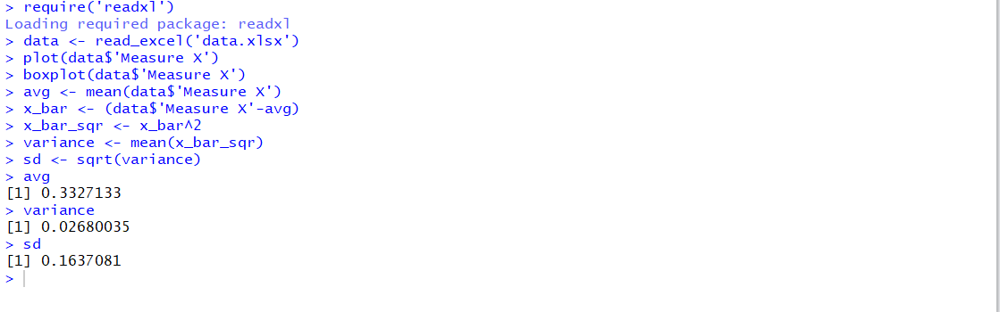 > require('readxl')
Loading required package: readxl
> data <- read_excel('data.xlsx')
> plot(data$'Measure X')
> boxplot(data$'Measure X')
> avg <- mean(data$'Measure X')
> x_bar <- (data$'Measure X'-avg)
> x_bar_sqr <- x_bar^2
> variance <- mean(x_bar_sqr)
> sd <- sqrt(variance)
> avg
[1] 0.3327133
> variance
[1] 0.02680035
> sd
[1] 0.1637081
>